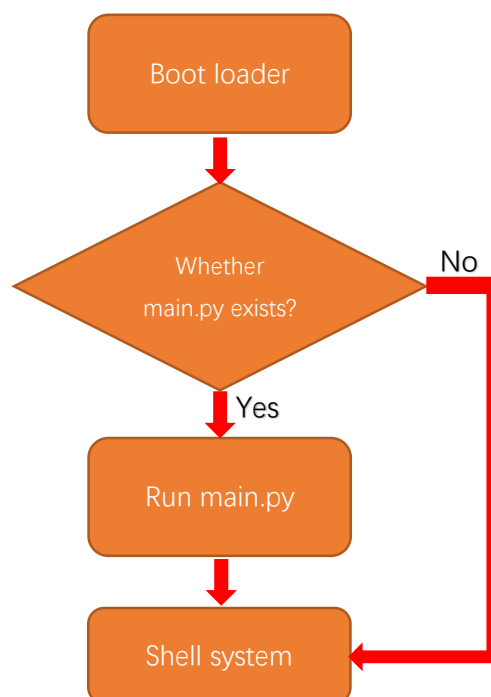 Boot loader
Whether
main.py exists?
No
Yes
Run main.py
Shell system